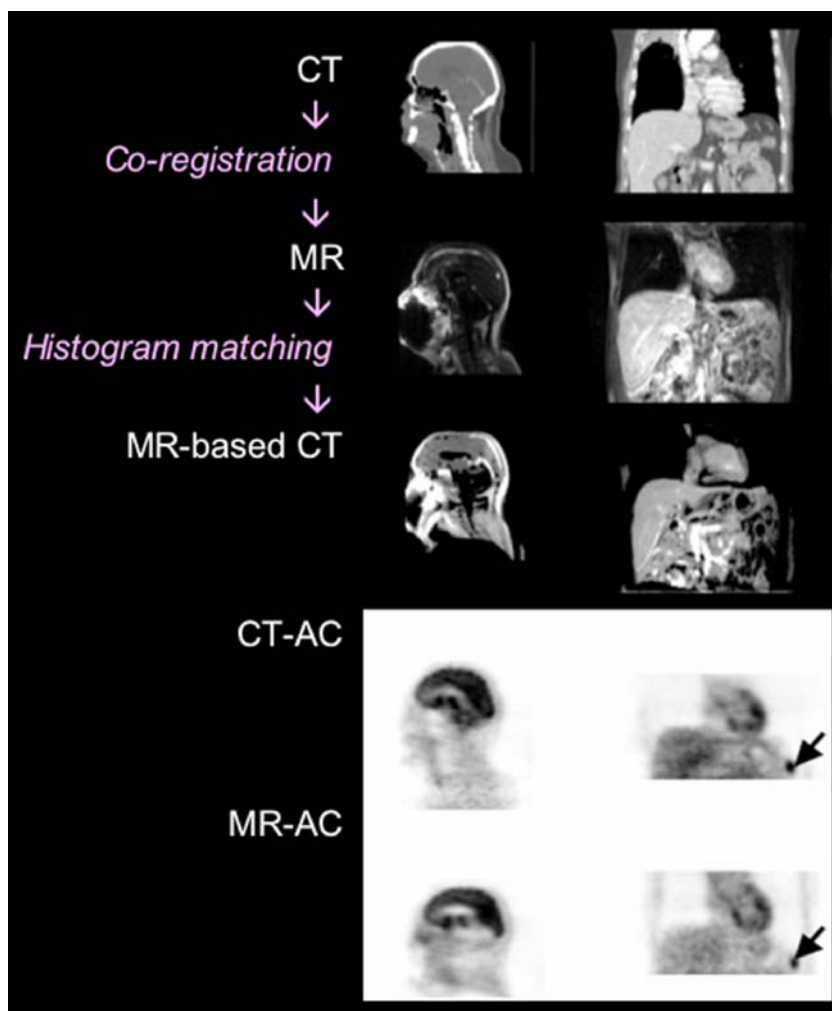 CT
Co-registration
MR
Histogram matching
MR-based CT
CT-AC
MR-AC